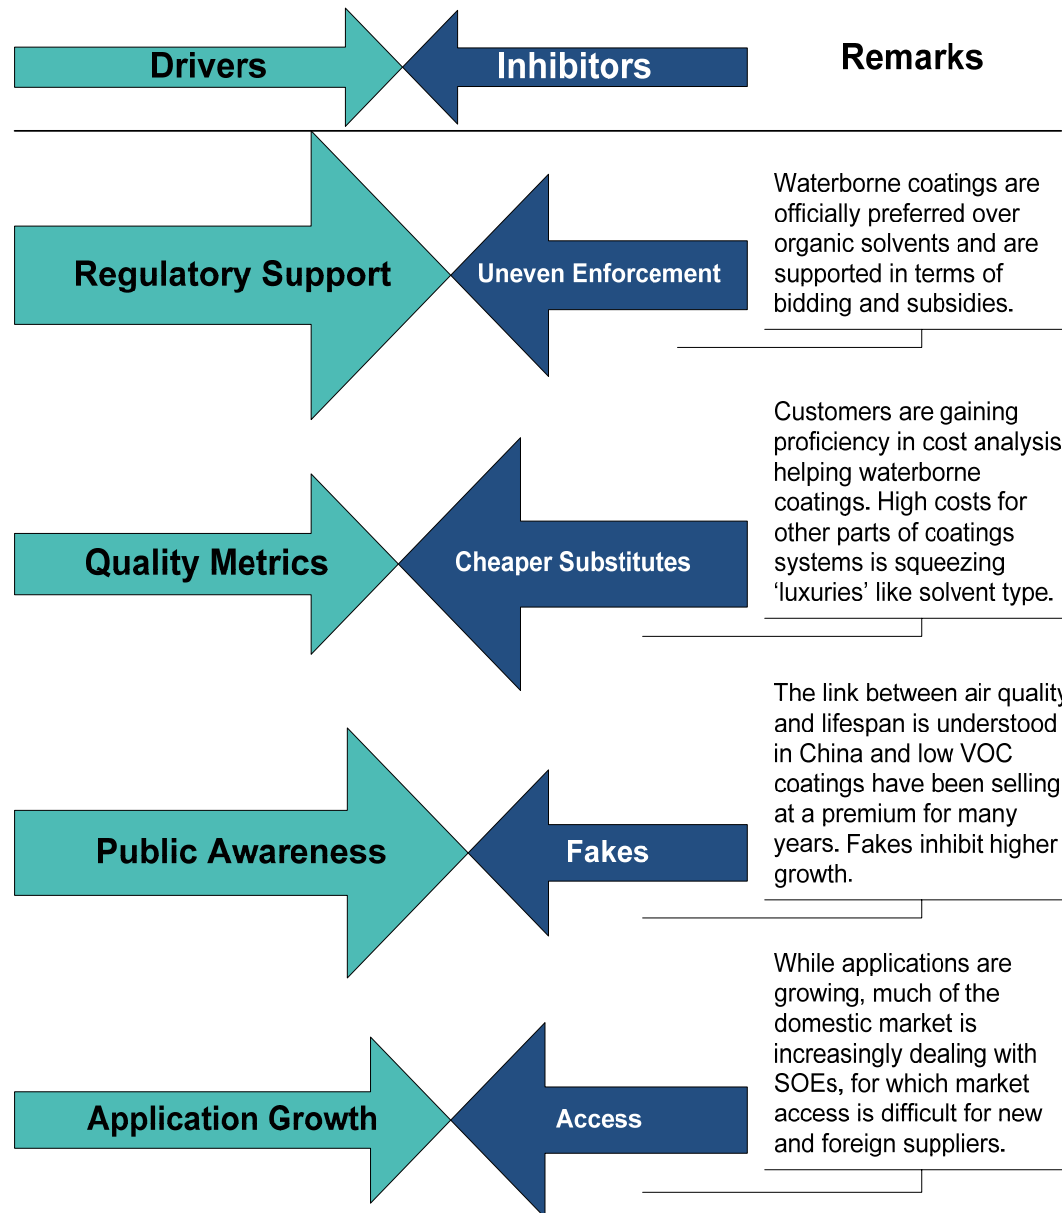 Drivers
Inhibitors
Remarks
Regulatory Support
Uneven Enforcement
Waterborne coatings are
officially preferred over
organic solvents and are
supported in terms of
bidding and subsidies.
Quality Metrics
Cheaper Substitutes
Customers are gaining
proficiency in cost analysis
helping waterborne
coatings. High costs for
other parts of coatings
systems is squeezing
‘luxuries’ like solvent type.
Public Awareness
Fakes
The link between air quality
and lifespan is understood
in China and low VOC
coatings have been selling
at a premium for many
years. Fakes inhibit higher
growth.
Application Growth
Access
While applications are
growing, much of the
domestic market is
increasingly dealing with
SOEs, for which market
access is difficult for new
and foreign suppliers.